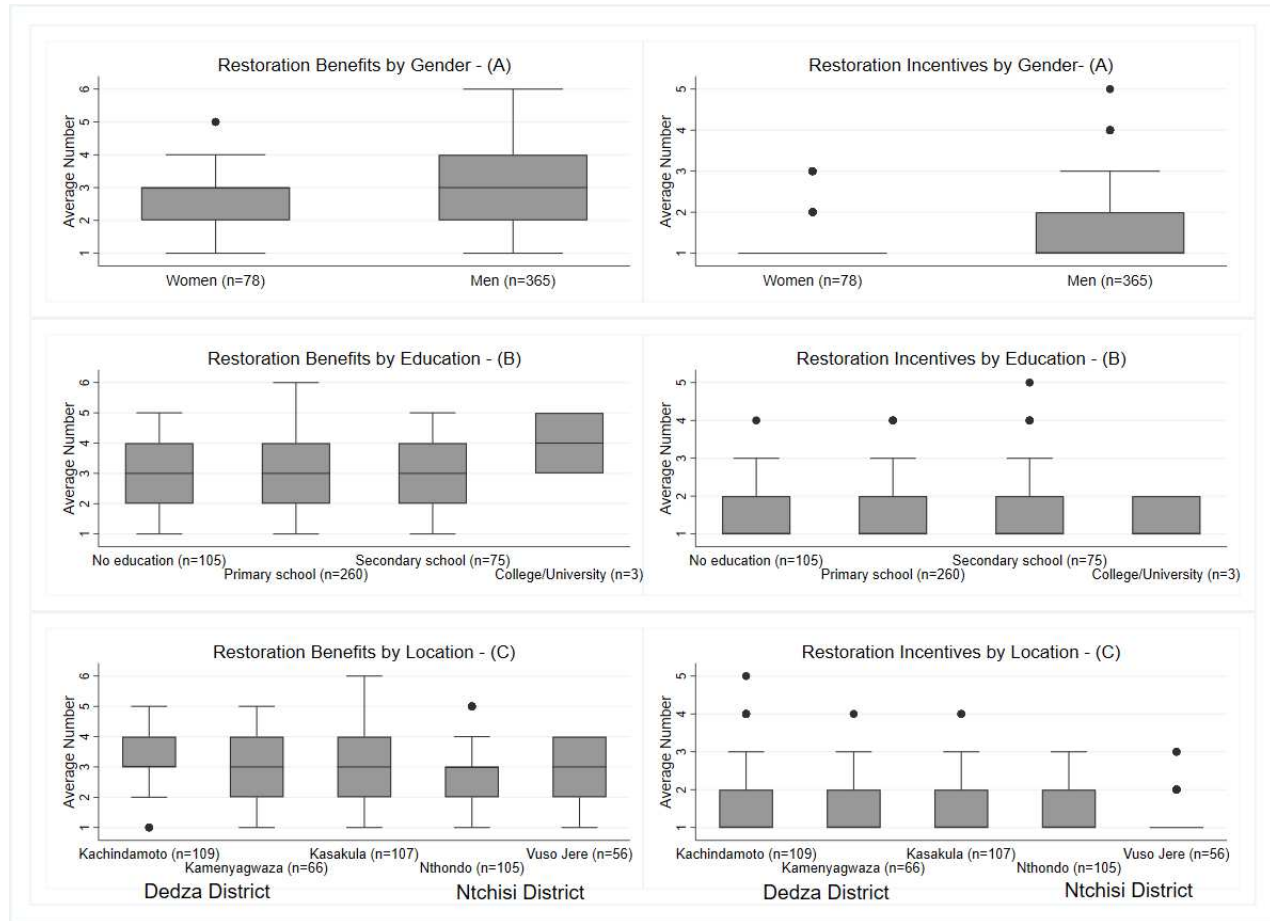 Restoration Benefits by Gender - (A)
Average Number
6
5
4
3
2
1
Women (n=78) Men (n=365)
Restoration Incentives by Gender- (A)
Average Number
5
4
3
2
1
Women (n=78) Men (n=365)
Restoration Benefits by Education - (B)
Average Number
6
5
4
3
2
1
No education (n=105) Secondary school (n=75)
Primary school (n=260) College/University (n=3)
Restoration Incentives by Education - (B)
Average Number
5
4
3
2
1
No education (n=105) Secondary school (n=75)
Primary school (n=260) College/University (n=3)
Restoration Benefits by Location - (C)
Average Number
6
5
4
3
2
1
Kachindamoto (n=109) Kasakula (n=107) Vuso Jere (n=56)
Kamenyagwaza (n=66) Nthondo (n=105)
Dedza District Ntchisi District
Restoration Incentives by Location - (C)
Average Number
5
4
3
2
1
Kachindamoto (n=109) Kasakula (n=107) Vuso Jere (n=56)
Kamenyagwaza (n=66) Nthondo (n=105)
Dedza District Ntchisi District